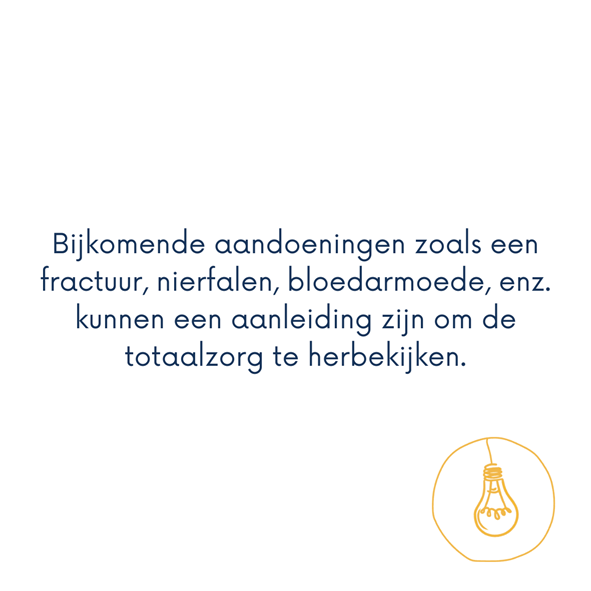 Bijkomende aandoeningen zoals een
fractuur, nierfalen, bloedarmoede, enz.
kunnen een aanleiding zijn om de
totaalzorg te herbekijken.